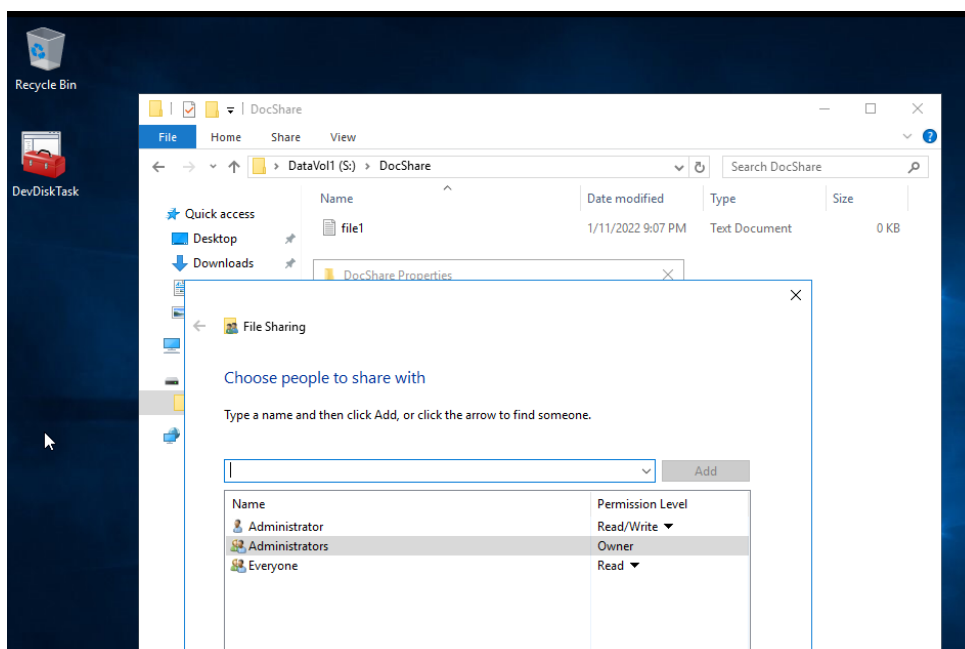 Recycle Bin
DevDiskTask
DocShare
File Home Share View
DataVol1 (S:) DocShare
Search DocShare
Name Date modified Type Size
Quick access
Desktop
Downloads
file1 1/11/2022 9:07 PM Text Document 0 KB
DocShare Properties
File Sharing
Choose people to share with
Type a name and then click Add, or click the arrow to find someone.
Add
Name Permission Level
Administrator Read/Write
Administrators Owner
Everyone Read